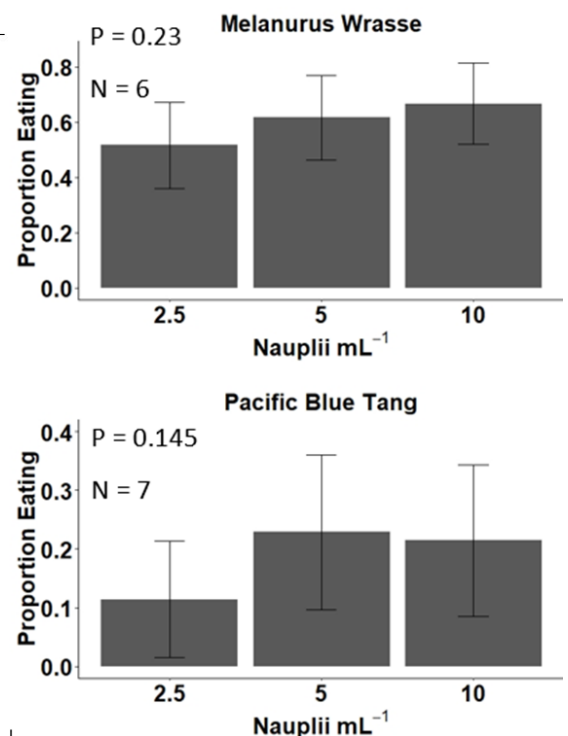 Melanurus Wrasse
P = 0.23
N = 6
Proportion Eating
0.8
0.6
0.4
0.2
0.0
2.5 5 10
Nauplii mL⁻¹
Pacific Blue Tang
P = 0.145
N = 7
Proportion Eating
0.4
0.3
0.2
0.1
0.0
2.5 5 10
Nauplii mL⁻¹